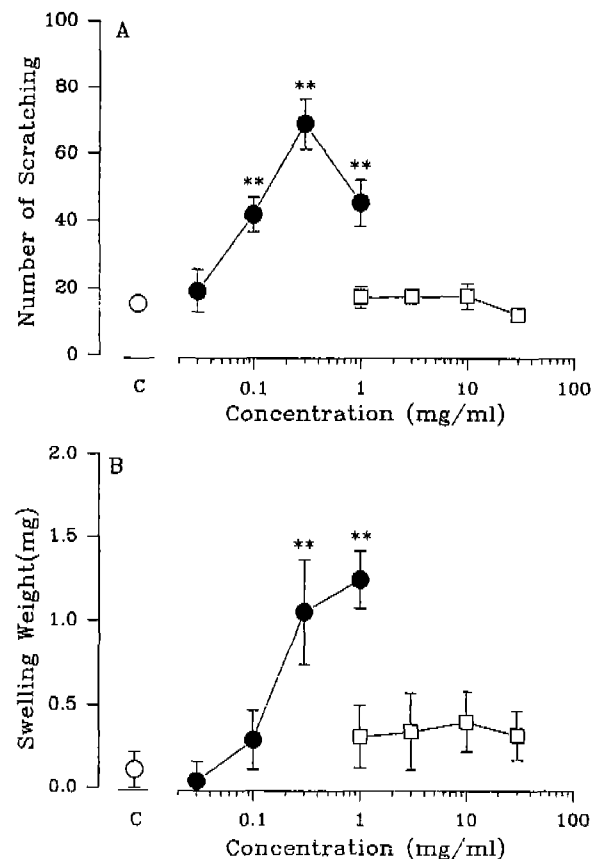 A
100
80
60
40
20
0
Number of Scratching
**
**
**
C
0.1 1 10 100
Concentration (mg/ml)
B
2.0
1.5
1.0
0.5
0.0
Swelling Weight(mg)
**
**
C
0.1 1 10 100
Concentration (mg/ml)